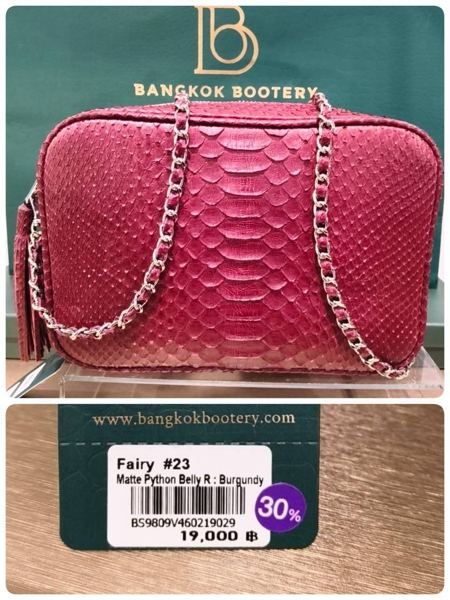 B
BANGKOK BOOTERY
www.bangkokbootery.com
Fairy #23
Matte Python Belly R : Burgundy
BS9809V460219029
19,000 ฿
30%